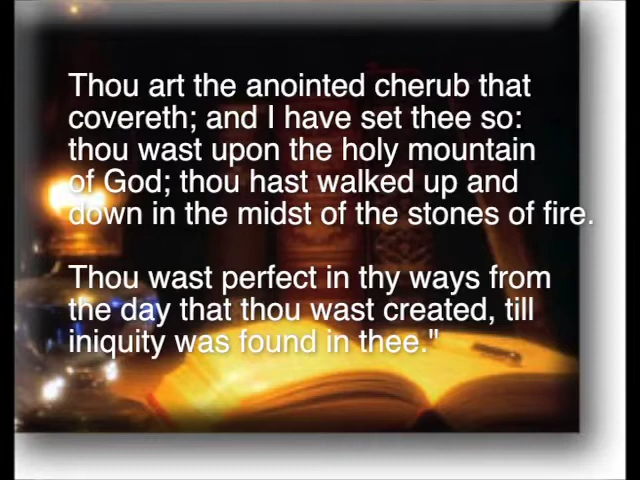 Thou art the anointed cherub that
covereth; and I have set thee so:
thou wast upon the holy mountain
of God; thou hast walked up and
down in the midst of the stones of fire.
Thou wast perfect in thy ways from
the day that thou wast created, till
iniquity was found in thee."